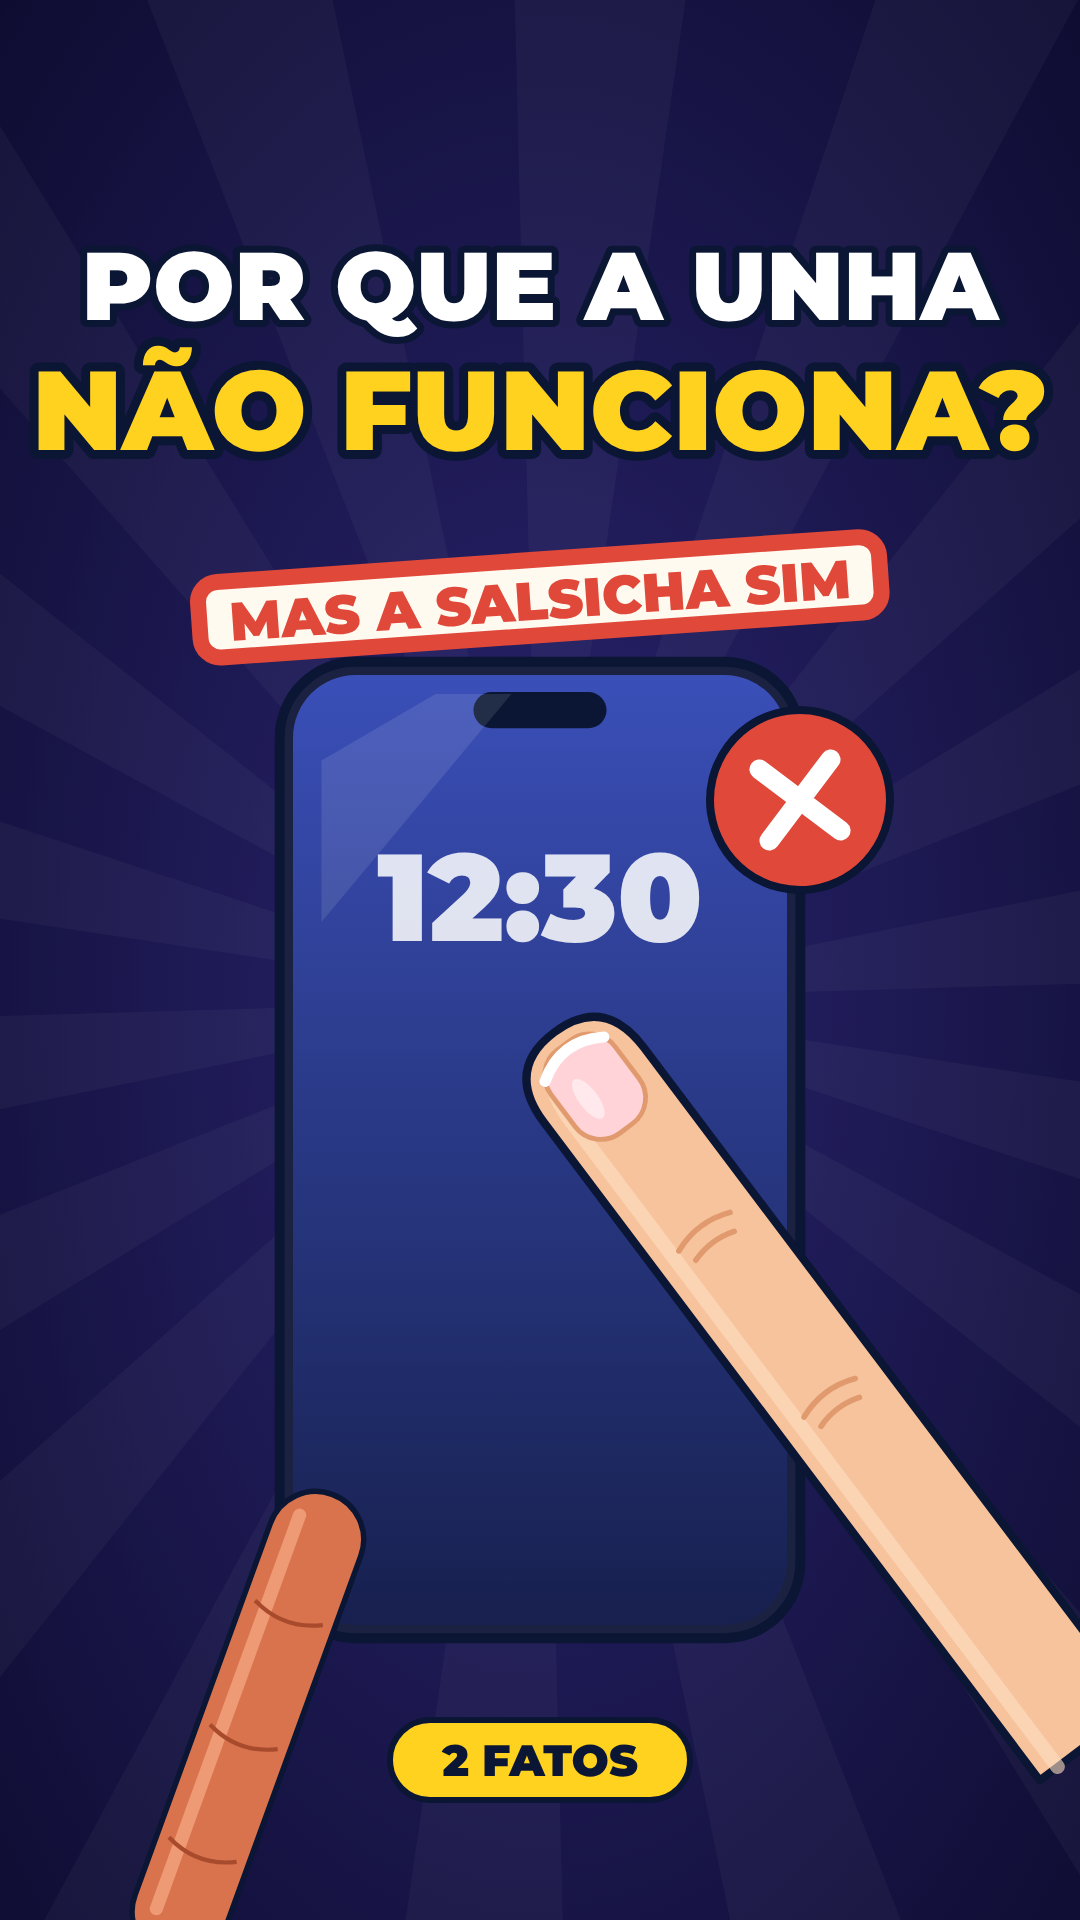 POR QUE A UNHA
NÃO FUNCIONA?
MAS A SALSICHA SIM
12:30
2 FATOS